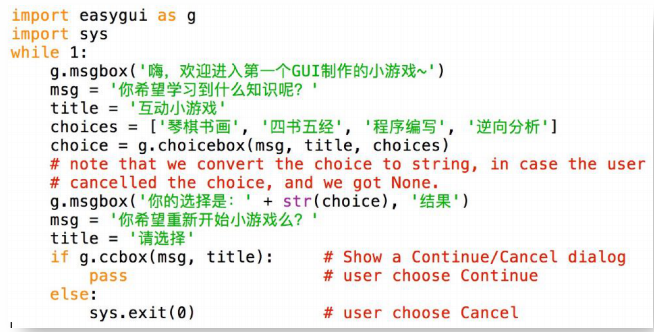 import easygui as g
import sys
while 1:
    g.msgbox('嗨，欢迎进入第一个GUI制作的小游戏~')
    msg = '你希望学习到什么知识呢？'
    title = '互动小游戏'
    choices = ['琴棋书画', '四书五经', '程序编写', '逆向分析']
    choice = g.choicebox(msg, title, choices)
    # note that we convert the choice to string, in case the user
    # cancelled the choice, and we got None.
    g.msgbox('你的选择是：' + str(choice), '结果')
    msg = '你希望重新开始小游戏么？'
    title = '请选择'
    if g.ccbox(msg, title):     # Show a Continue/Cancel dialog
        pass                    # user choose Continue
    else:
        sys.exit(0)             # user choose Cancel